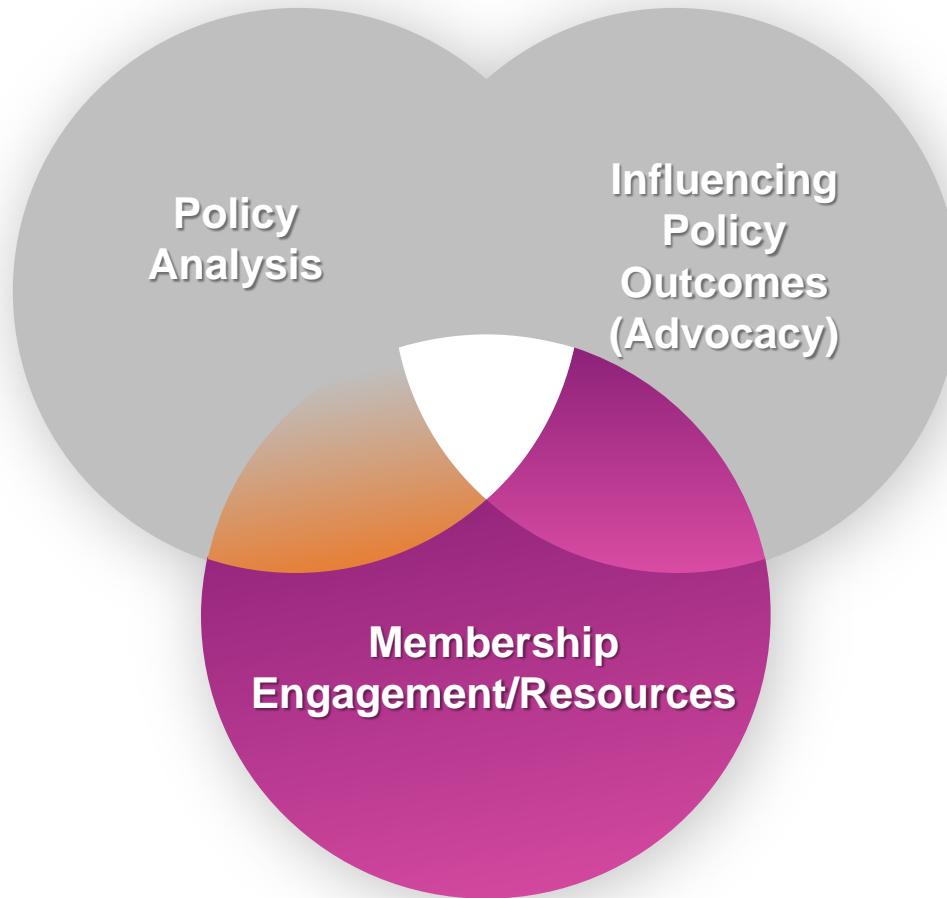 Policy
Analysis
Influencing
Policy
Outcomes
(Advocacy)
Membership
Engagement/Resources